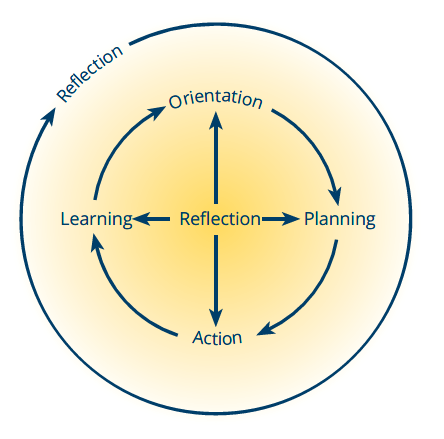 Reflection
Orientation
Learning
Reflection
Planning
Action